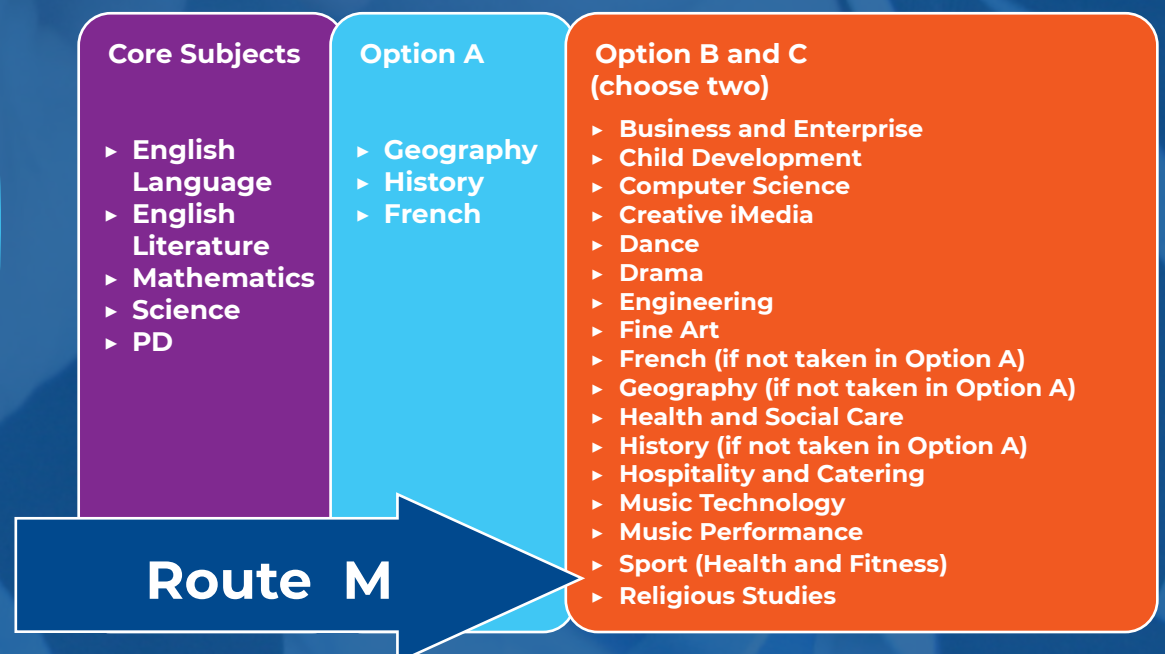 Core Subjects
► English
Language
► English
Literature
► Mathematics
► Science
► PD
Option A
► Geography
► History
► French
Option B and C
(choose two)
► Business and Enterprise
► Child Development
► Computer Science
► Creative iMedia
► Dance
► Drama
► Engineering
► Fine Art
► French (if not taken in Option A)
► Geography (if not taken in Option A)
► Health and Social Care
► History (if not taken in Option A)
► Hospitality and Catering
► Music Technology
► Music Performance
► Sport (Health and Fitness)
► Religious Studies
Route M